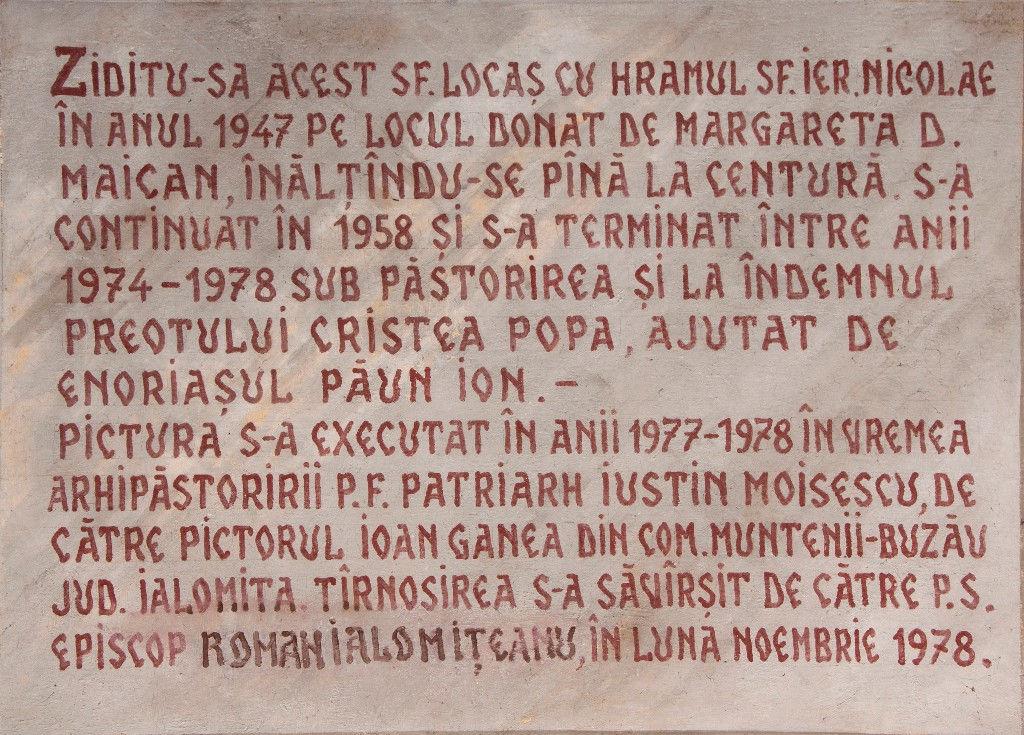 ZIDITU-SA ACEST SF. LOCAȘ CU HRAMUL SF. IER. NICOLAE
ÎN ANUL 1947 PE LOCUL DONAT DE MARGARETA D.
MAICAN, ÎNĂLȚÎNDU-SE PÎNĂ LA CENTURĂ. S-A
CONTINUAT ÎN 1958 ȘI S-A TERMINAT ÎNTRE ANII
1974-1978 SUB PĂSTORIREA ȘI LA ÎNDEMNUL
PREOTULUI CRISTEA POPA, AJUTAT DE
ENORIAȘUL PĂUN ION. –
PICTURA S-A EXECUTAT ÎN ANII 1977-1978 ÎN VREMEA
ARHIPĂSTORIRII P.F. PATRIARH IUSTIN MOISESCU, DE
CĂTRE PICTORUL IOAN GANEA DIN COM. MUNTENII-BUZĂU
JUD. IALOMITA. TÎRNOSIREA S-A SĂVÎRȘIT DE CĂTRE P.S.
EPISCOP ROMAN IALOMIȚEANU, ÎN LUNA NOEMBRIE 1978.